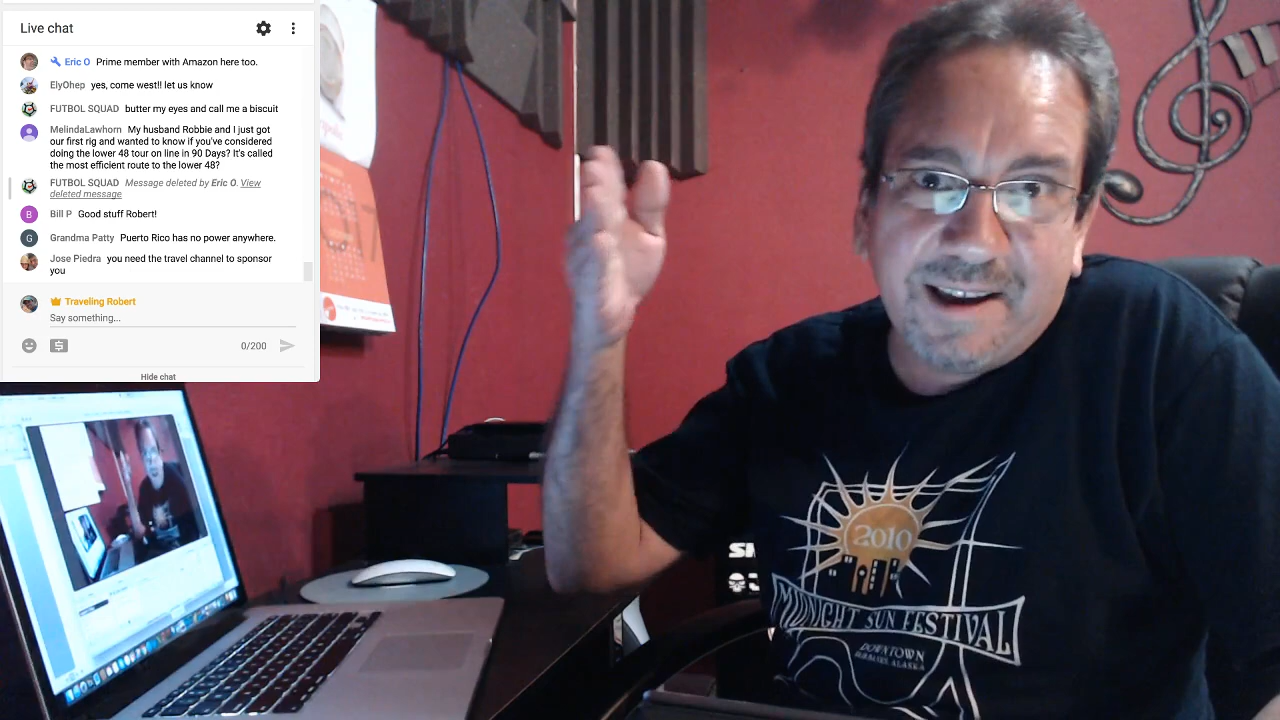 Live chat
Eric O Prime member with Amazon here too.
ElyOhep yes, come west!! let us know
FUTBOL SQUAD butter my eyes and call me a biscuit
MelindaLawhorn My husband Robbie and I just got
our first rig and wanted to know if you've considered
doing the lower 48 tour on line in 90 Days? It's called
the most efficient route to the lower 48?
FUTBOL SQUAD Message deleted by Eric O. View
deleted message
Bill P Good stuff Robert!
Grandma Patty Puerto Rico has no power anywhere.
Jose Piedra you need the travel channel to sponsor
you
Traveling Robert
Say something...
0/200
Hide chat
2010
MIDNIGHT SUN FESTIVAL
DOWNTOWN
FAIRBANKS, ALASKA